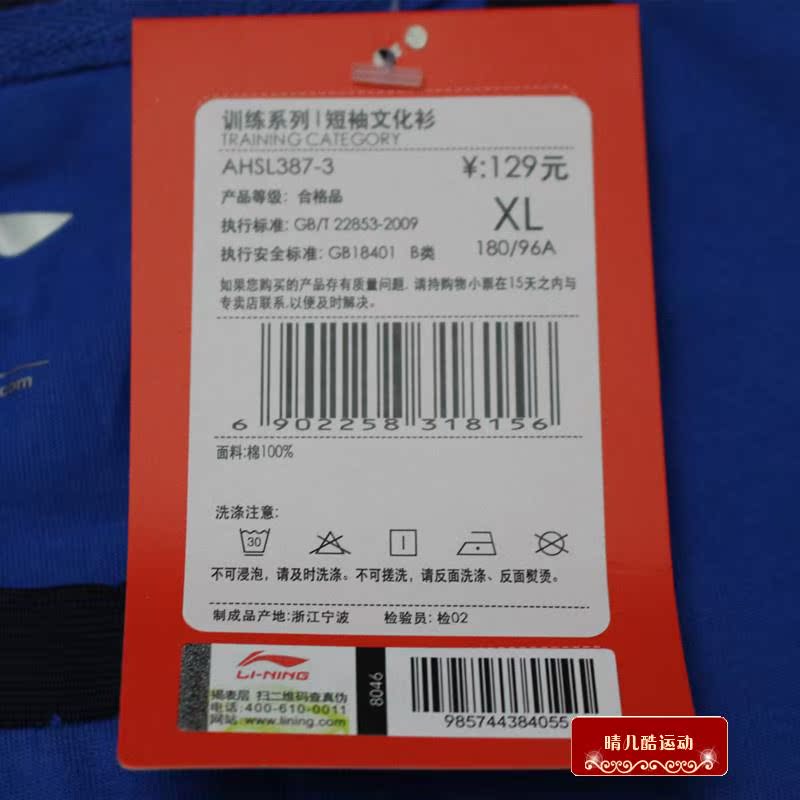 训练系列|短袖文化衫
TRAINING CATEGORY
AHSL387-3 ¥:129元
产品等级: 合格品
执行标准: GB/T 22853-2009 XL
执行安全标准: GB18401 B类 180/96A
如果您购买的产品存有质量问题. 请持购物小票在15天之内与
专卖店联系.以便及时解决。
6 902258 318156
面料:棉100%
洗涤注意:
30
不可浸泡，请及时洗涤。不可搓洗，请反面洗涤、反面熨烫。
制成品产地:浙江宁波 检验员: 检02
LI-NING
揭表层 扫二维码查真伪
电话:400-610-0011
网站 www.lining.com
8046
985744384055
.com
晴儿酷运动